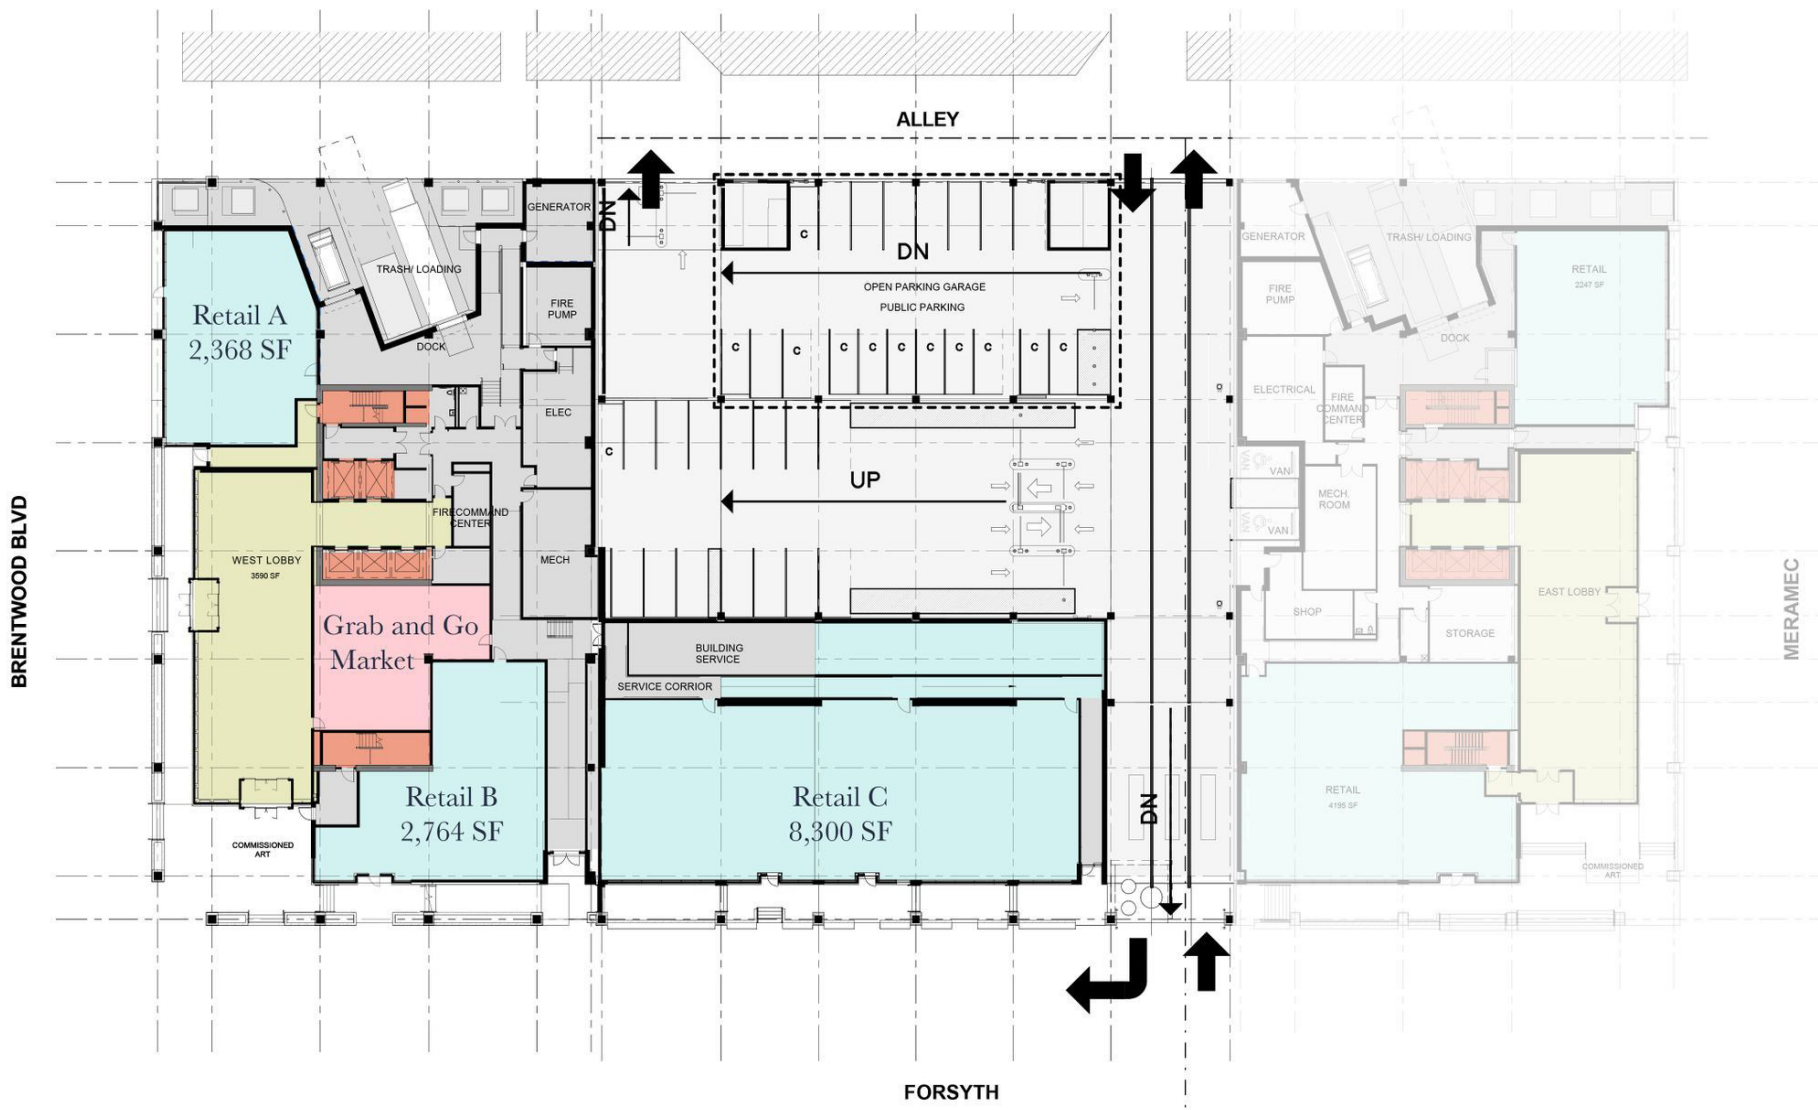 ALLEY
GENERATOR
DN
C
DN
TRASH/ LOADING
OPEN PARKING GARAGE
PUBLIC PARKING
FIRE
PUMP
Retail A
2,368 SF
DOCK
C
C
C
C
C
C
C
C
C
C
ELEC
C
UP
FIRECOMMAND
CENTER
WEST LOBBY
3590 SF
MECH
Grab and Go
Market
BUILDING
SERVICE
SERVICE CORRIOR
Retail B
2,764 SF
Retail C
8,300 SF
DN
COMMISSIONED
ART
BRENTWOOD BLVD
GENERATOR
TRASH/ LOADING
RETAIL
2247 SF
FIRE
PUMP
DOCK
ELECTRICAL
FIRE
COMMAND
CENTER
VAN
VAN
VAN
VAN
MECH.
ROOM
SHOP
STORAGE
EAST LOBBY
RETAIL
4195 SF
COMMISSIONED
ART
MERAMEC
FORSYTH